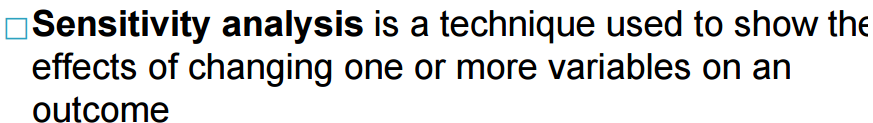 Sensitivity analysis is a technique used to show the
effects of changing one or more variables on an
outcome